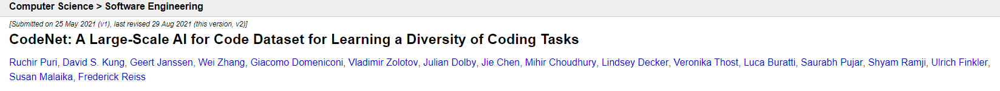 Computer Science > Software Engineering
[Submitted on 25 May 2021 (v1), last revised 29 Aug 2021 (this version, v2)]
CodeNet: A Large-Scale AI for Code Dataset for Learning a Diversity of Coding Tasks
Ruchir Puri, David S. Kung, Geert Janssen, Wei Zhang, Giacomo Domeniconi, Vladimir Zolotov, Julian Dolby, Jie Chen, Mihir Choudhury, Lindsey Decker, Veronika Thost, Luca Buratti, Saurabh Pujar, Shyam Ramji, Ulrich Finkler,
Susan Malaika, Frederick Reiss